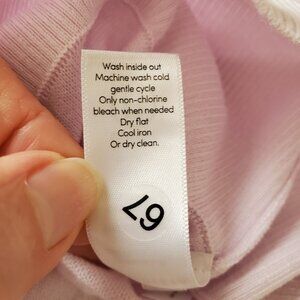 Wash inside out
Machine wash cold
gentle cycle
Only non-chlorine
bleach when needed
Dry flat
Cool iron
Or dry clean.
67